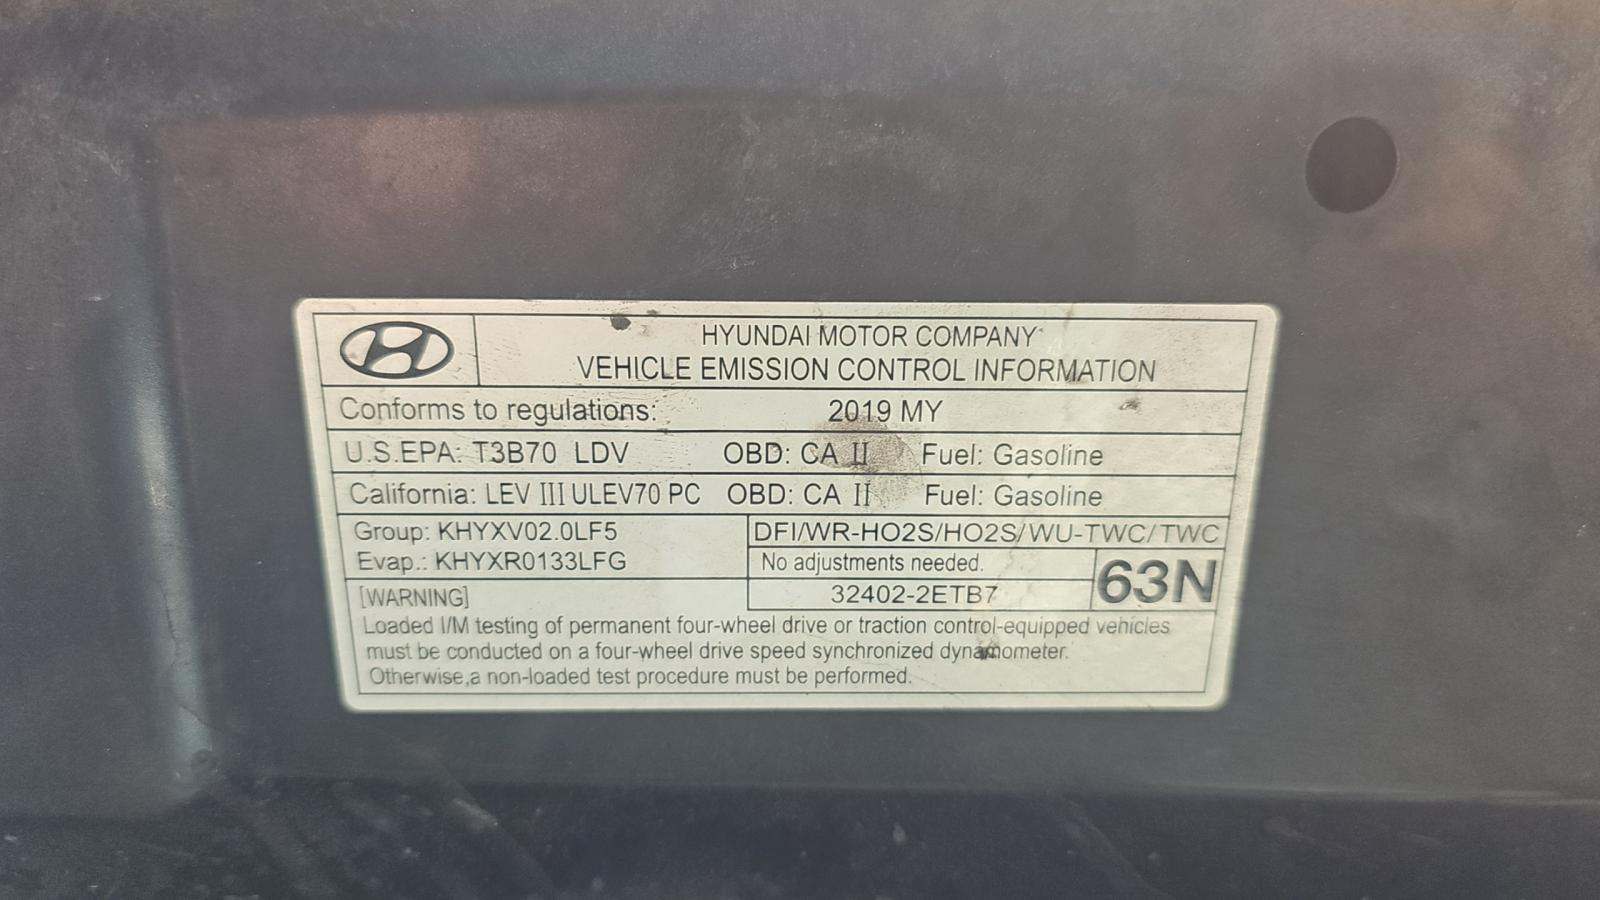 HYUNDAI MOTOR COMPANY
VEHICLE EMISSION CONTROL INFORMATION
Conforms to regulations: 2019 MY
U.S.EPA: T3B70 LDV OBD: CA II Fuel: Gasoline
California: LEV III ULEV70 PC OBD: CA II Fuel: Gasoline
Group: KHYXV02.0LF5 DFI/WR-HO2S/HO2S/WU-TWC/TWC
Evap.: KHYXR0133LFG No adjustments needed. 63N
[WARNING] 32402-2ETB7
Loaded I/M testing of permanent four-wheel drive or traction control-equipped vehicles
must be conducted on a four-wheel drive speed synchronized dynamometer.
Otherwise,a non-loaded test procedure must be performed.